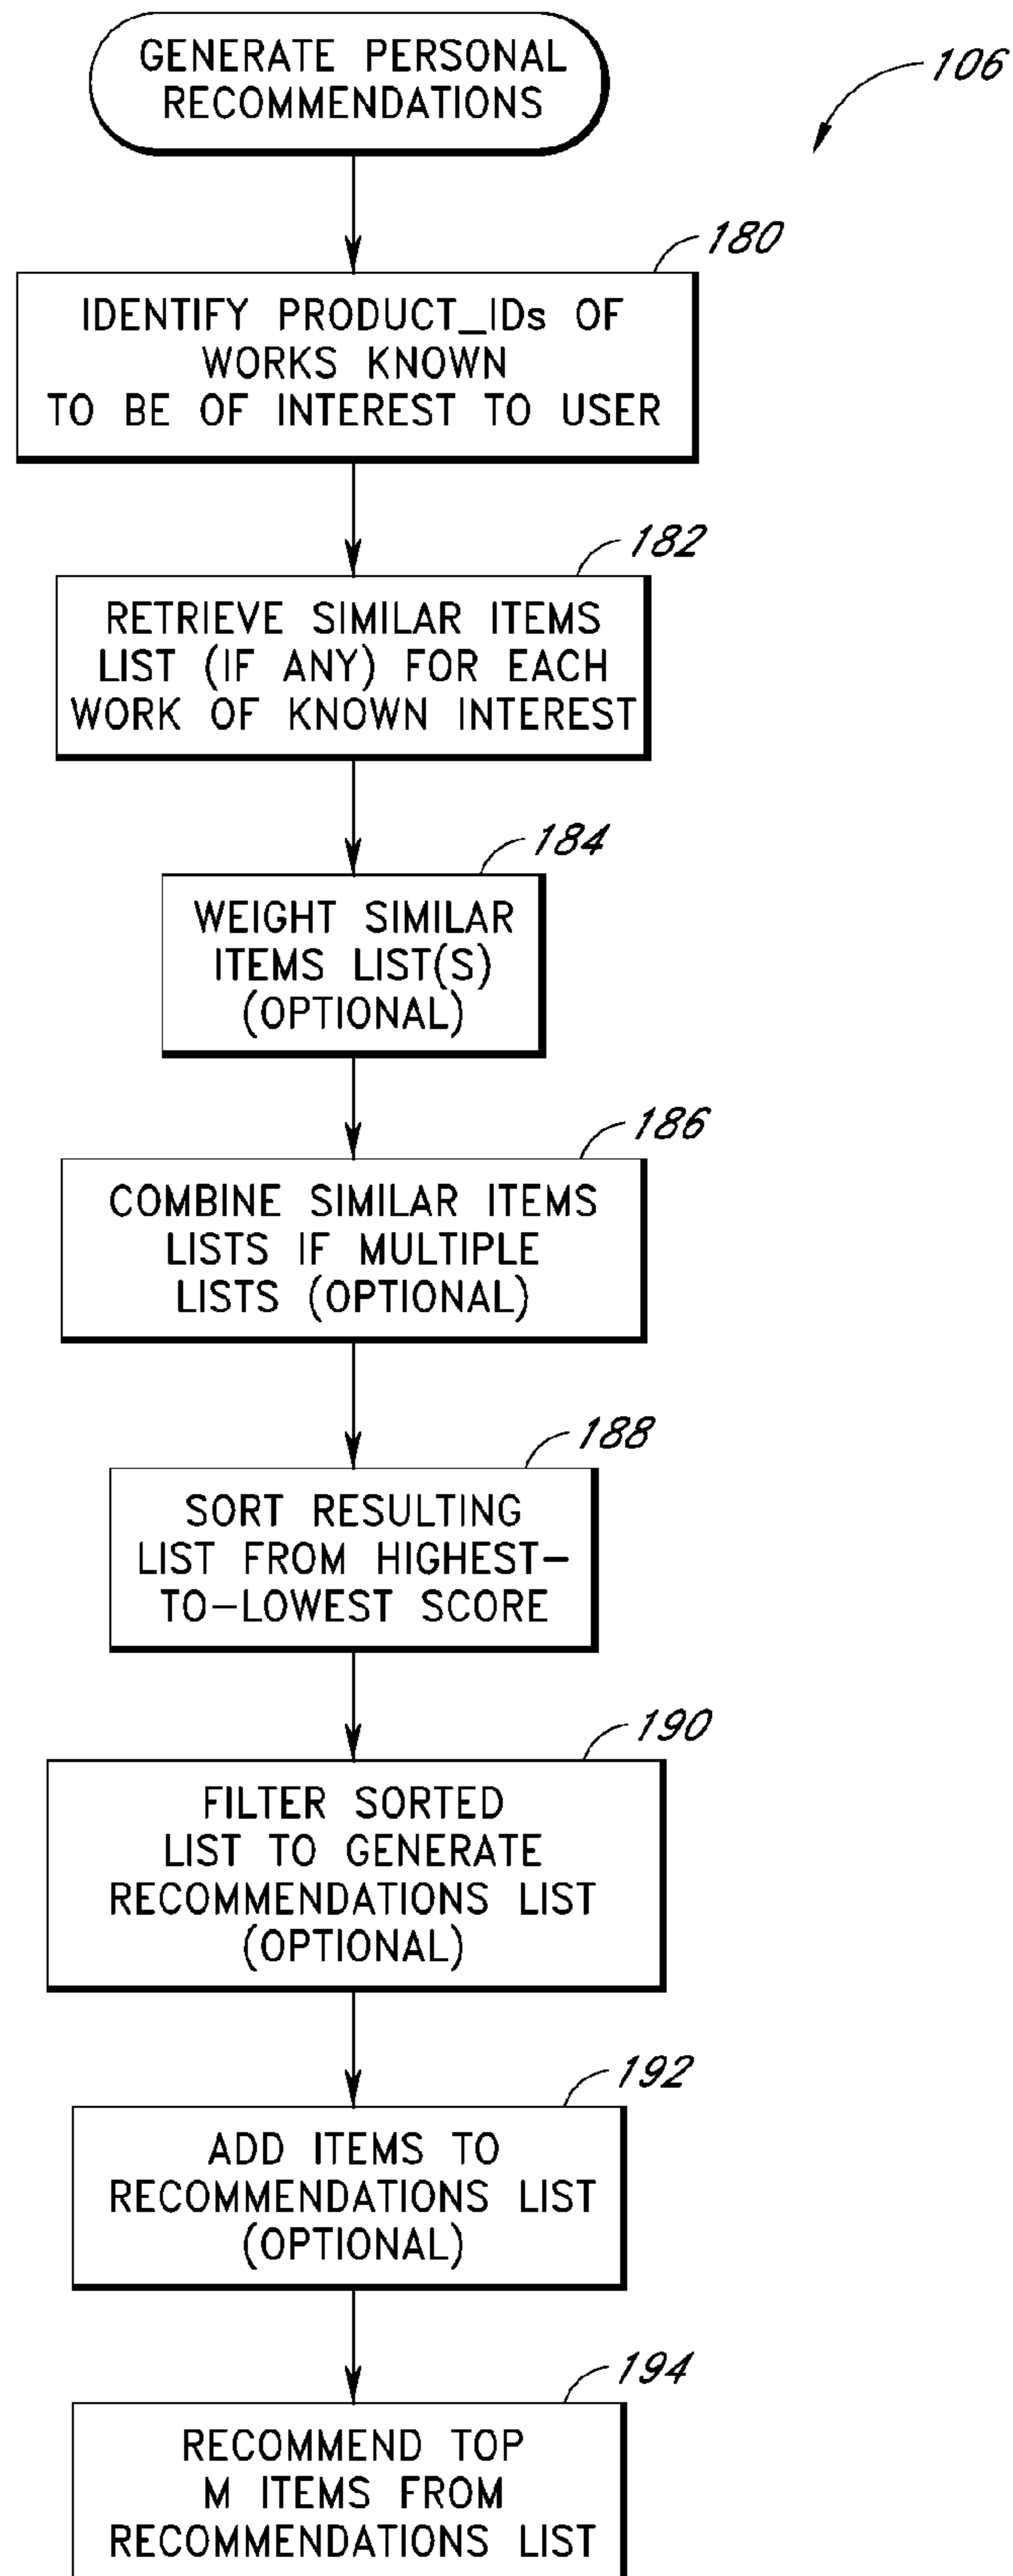 GENERATE PERSONAL
RECOMMENDATIONS
106
180
IDENTIFY PRODUCT_IDs OF
WORKS KNOWN
TO BE OF INTEREST TO USER
182
RETRIEVE SIMILAR ITEMS
LIST (IF ANY) FOR EACH
WORK OF KNOWN INTEREST
184
WEIGHT SIMILAR
ITEMS LIST(S)
(OPTIONAL)
186
COMBINE SIMILAR ITEMS
LISTS IF MULTIPLE
LISTS (OPTIONAL)
188
SORT RESULTING
LIST FROM HIGHEST-
TO-LOWEST SCORE
190
FILTER SORTED
LIST TO GENERATE
RECOMMENDATIONS LIST
(OPTIONAL)
192
ADD ITEMS TO
RECOMMENDATIONS LIST
(OPTIONAL)
194
RECOMMEND TOP
M ITEMS FROM
RECOMMENDATIONS LIST